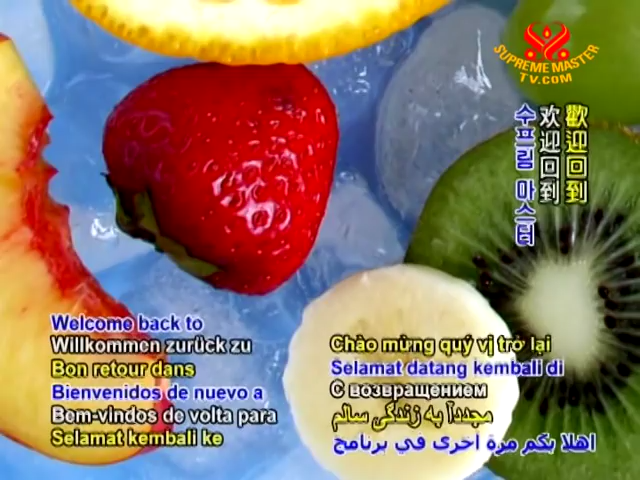 SUPREME MASTER
TV.COM
歡迎回到
欢迎回到
수프림 마스터
Welcome back to
Willkommen zurück zu
Bon retour dans
Bienvenidos de nuevo a
Bem-vindos de volta para
Selamat kembali ke
Chào mừng quý vị trở lại
Selamat datang kembali di
С возвращением
مجدداً به زندگی سالم
اهلا بكم مرة اخرى في برنامج